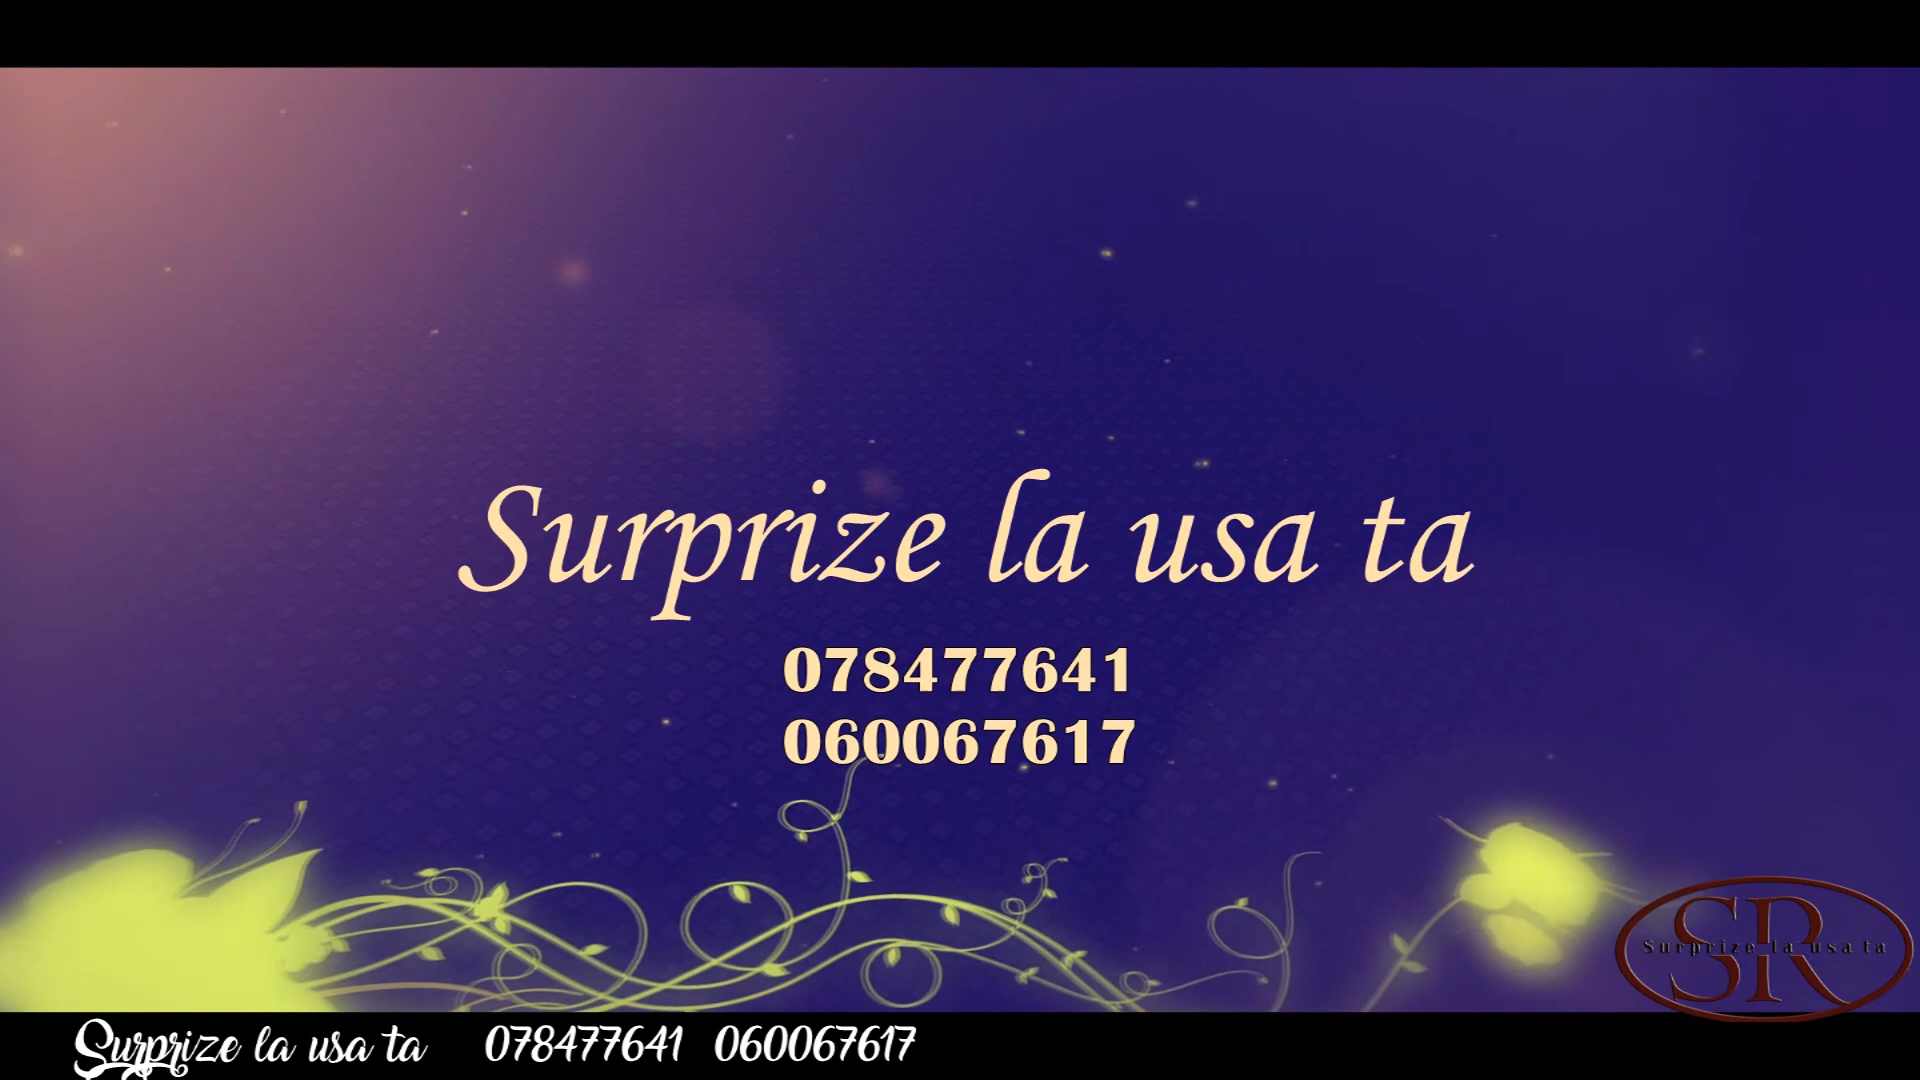 Surprize la usa ta
078477641
060067617
SR
Surprize la usa ta
Surprize la usa ta 078477641 060067617